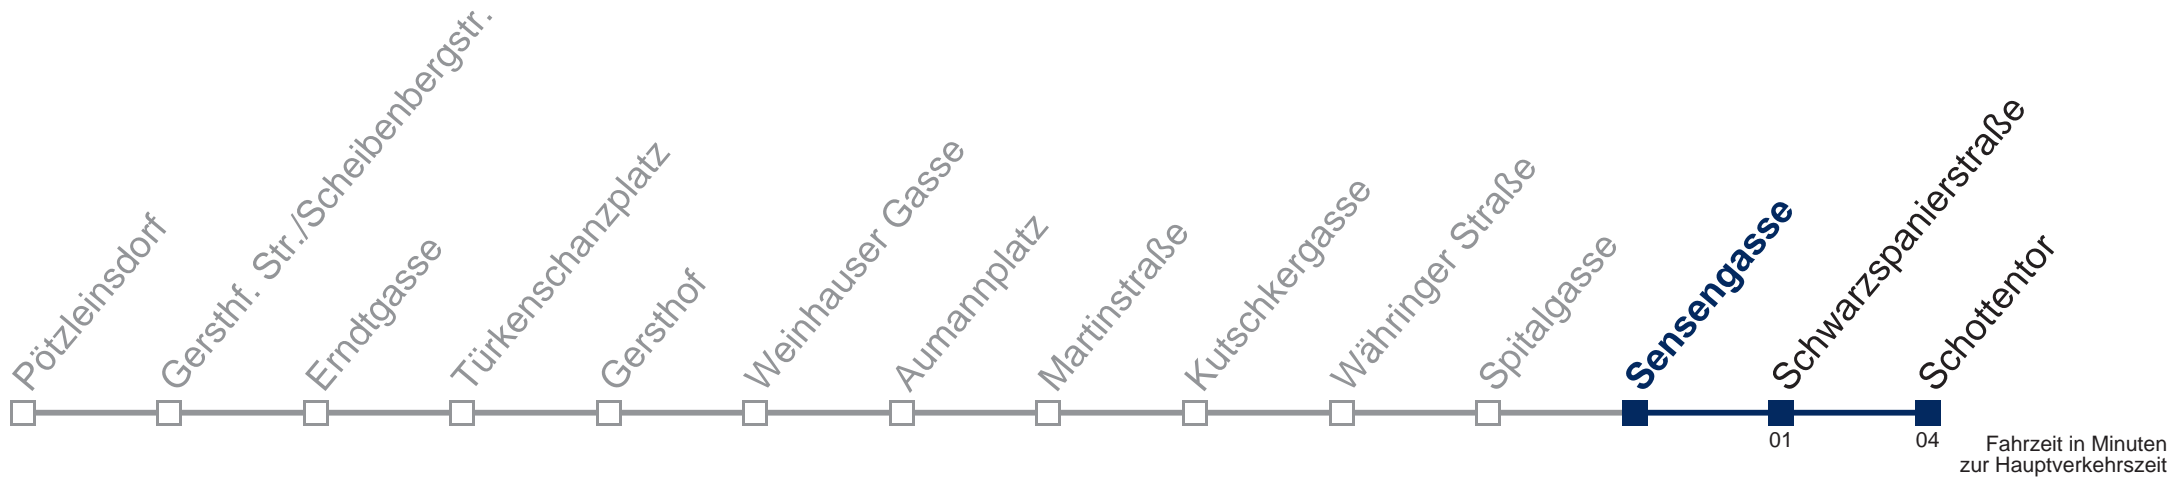 Pötzleinsdorf
Gersthf. Str./Scheibenbergstr.
Erndtgasse
Türkenschanzplatz
Gersthof
Weinhauser Gasse
Aumannplatz
Martinstraße
Kutschkergasse
Währinger Straße
Spitalgasse
Sensengasse
Schwarzspanierstraße
Schottentor
01
04
Fahrzeit in Minuten
zur Hauptverkehrszeit